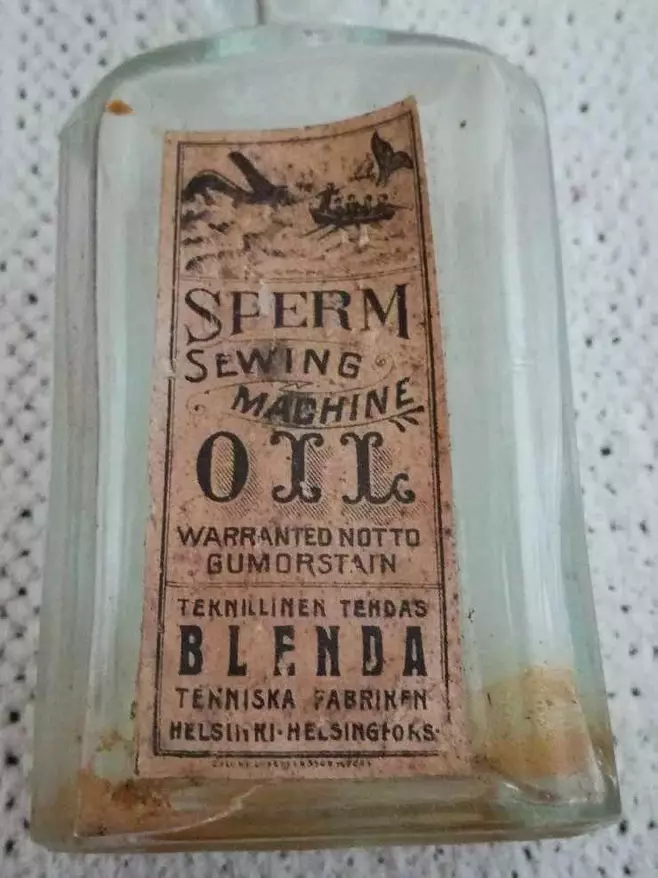 SPERM
SEWING
MACHINE
OIL
WARRANTED NOT TO
GUM OR STAIN
TEKNILLINEN TEHDAS
BLENDA
TEKNISKA FABRIKEN
HELSINKI·HELSINGFORS·